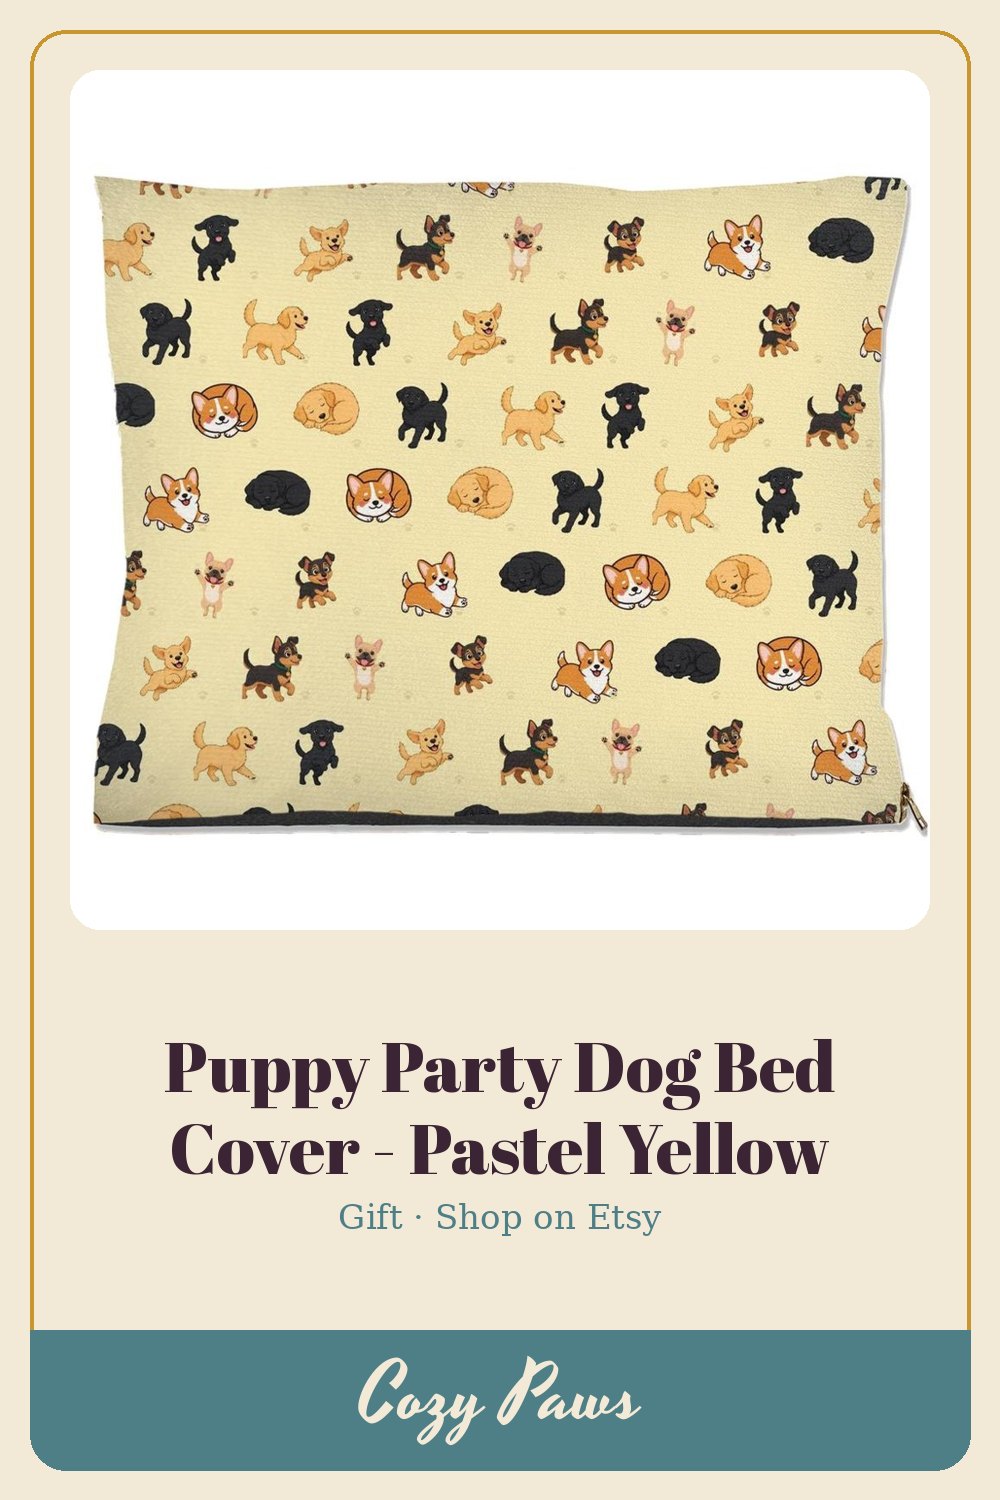 Puppy Party Dog Bed
Cover - Pastel Yellow
Gift · Shop on Etsy
Cozy Paws